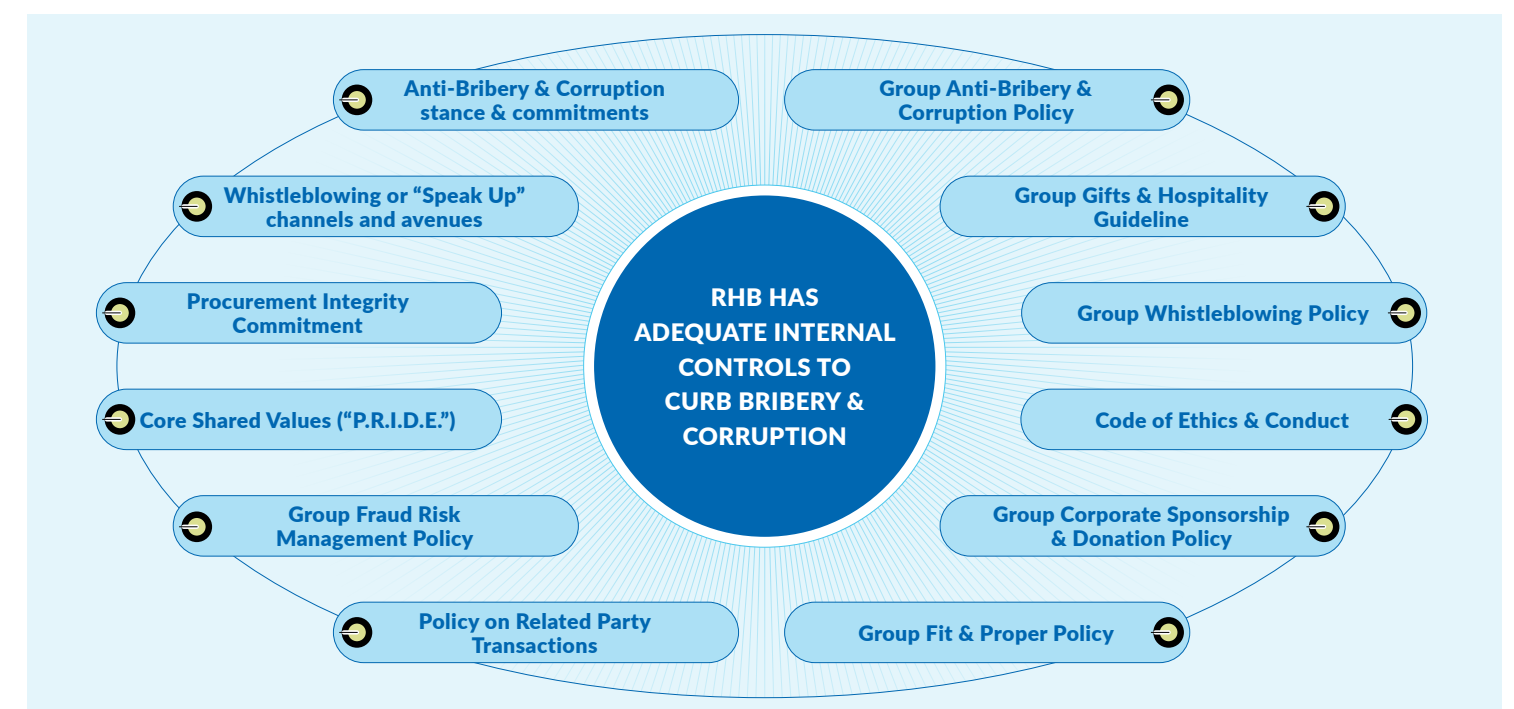 Anti-Bribery & Corruption
stance & commitments
Group Anti-Bribery &
Corruption Policy
Whistleblowing or “Speak Up”
channels and avenues
Group Gifts & Hospitality
Guideline
Procurement Integrity
Commitment
Group Whistleblowing Policy
RHB HAS
ADEQUATE INTERNAL
CONTROLS TO
CURB BRIBERY &
CORRUPTION
Core Shared Values (“P.R.I.D.E.”)
Code of Ethics & Conduct
Group Fraud Risk
Management Policy
Group Corporate Sponsorship
& Donation Policy
Policy on Related Party
Transactions
Group Fit & Proper Policy